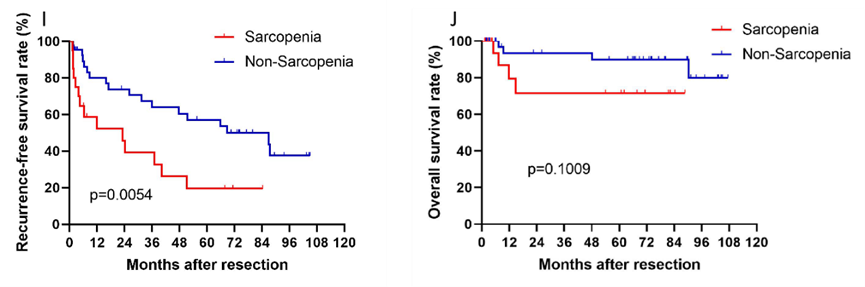 I
Sarcopenia
Non-Sarcopenia
Recurrence-free survival rate (%)
100
80
60
40
20
0
p=0.0054
0 12 24 36 48 60 72 84 96 108 120
Months after resection
J
Sarcopenia
Non-Sarcopenia
Overall survival rate (%)
100
80
60
40
20
0
p=0.1009
0 12 24 36 48 60 72 84 96 108 120
Months after resection